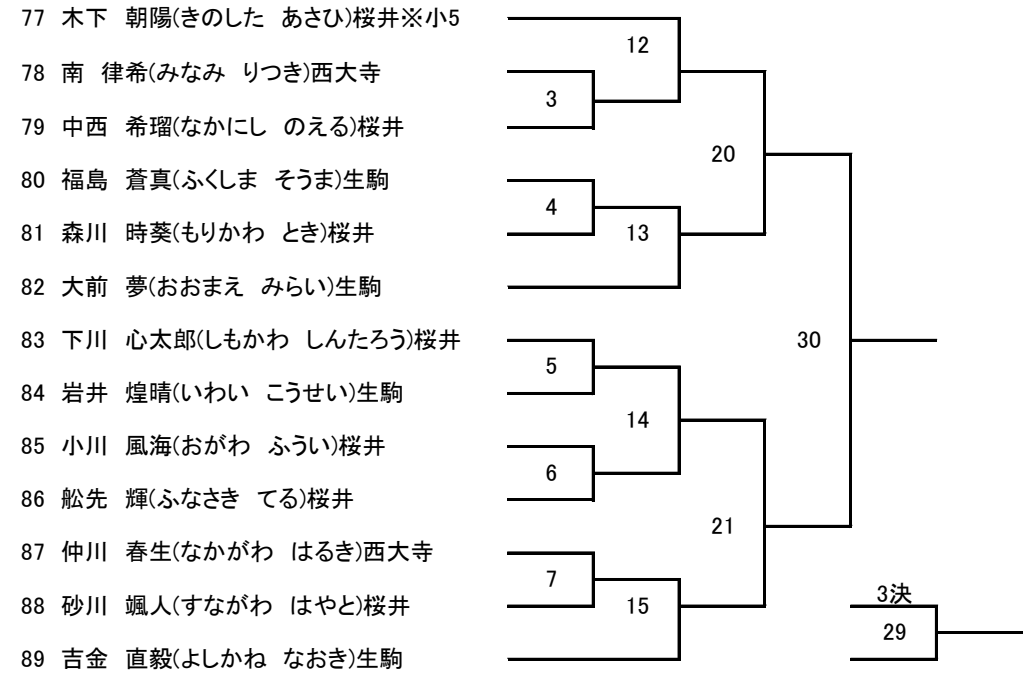 77 木下　朝陽(きのした　あさひ)桜井※小5
12
78 南　律希(みなみ　りつき)西大寺
3
79 中西　希瑠(なかにし　のえる)桜井
20
80 福島　蒼真(ふくしま　そうま)生駒
4
81 森川　時葵(もりかわ　とき)桜井
13
82 大前　夢(おおまえ　みらい)生駒
83 下川　心太郎(しもかわ　しんたろう)桜井
30
5
84 岩井　煌晴(いわい　こうせい)生駒
14
85 小川　風海(おがわ　ふうい)桜井
6
86 舩先　輝(ふなさき　てる)桜井
21
87 仲川　春生(なかがわ　はるき)西大寺
7
88 砂川　颯人(すながわ　はやと)桜井
15
3決
29
89 吉金　直毅(よしかね　なおき)生駒